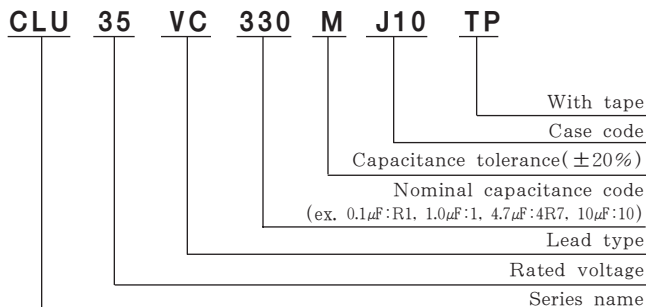 CLU 35 VC 330 M J10 TP
With tape
Case code
Capacitance tolerance(±20%)
Nominal capacitance code
(ex. 0.1μF:R1, 1.0μF:1, 4.7μF:4R7, 10μF:10)
Lead type
Rated voltage
Series name